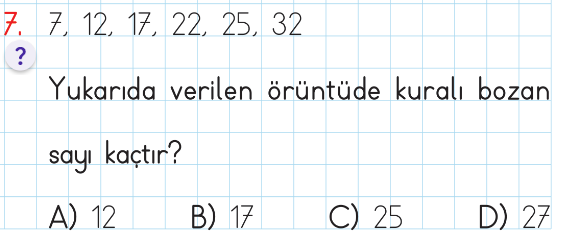 7. 7, 12, 17, 22, 25, 32
?
Yukarıda verilen örüntüde kuralı bozan
sayı kaçtır?
A) 12 B) 17 C) 25 D) 27